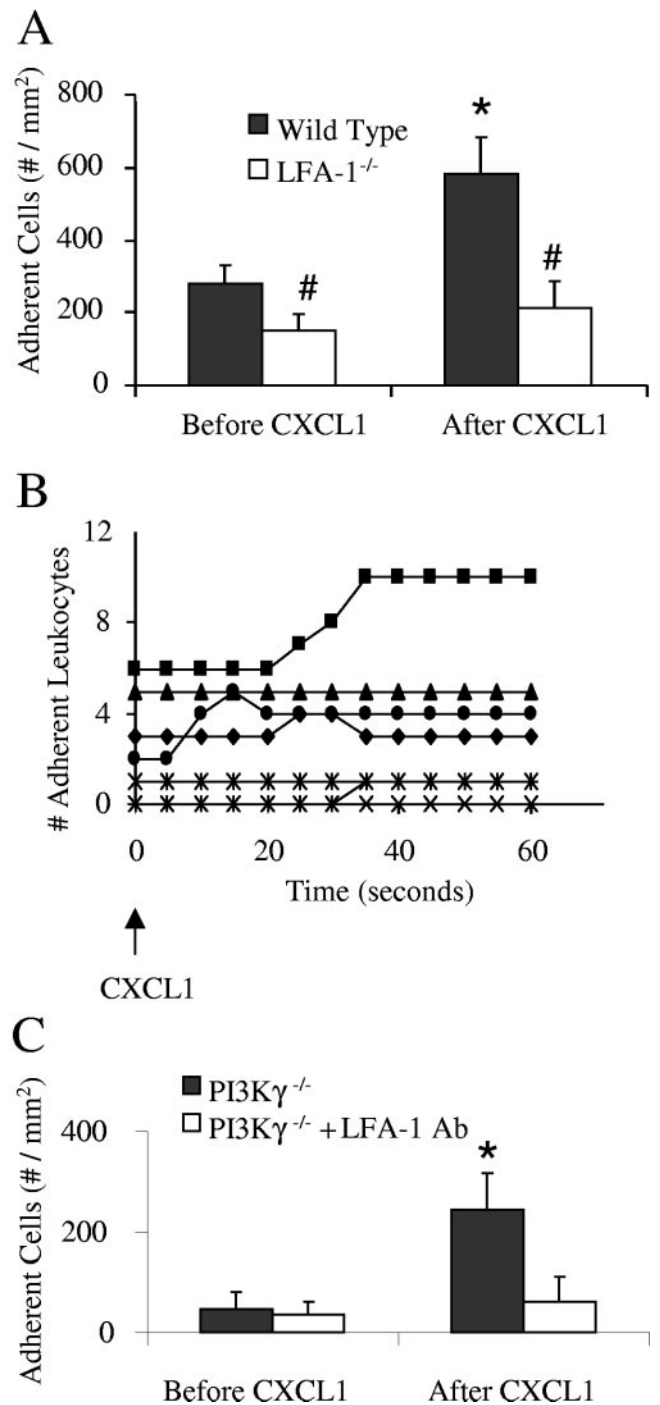 A
Adherent Cells (# / mm²)
800
600
400
200
0
Wild Type
LFA-1⁻/⁻
*
#
#
Before CXCL1
After CXCL1
B
# Adherent Leukocytes
12
8
4
0
0
20
40
60
Time (seconds)
CXCL1
C
Adherent Cells (# / mm²)
400
200
0
PI3Kγ ⁻/⁻
PI3Kγ ⁻/⁻ + LFA-1 Ab
*
Before CXCL1
After CXCL1